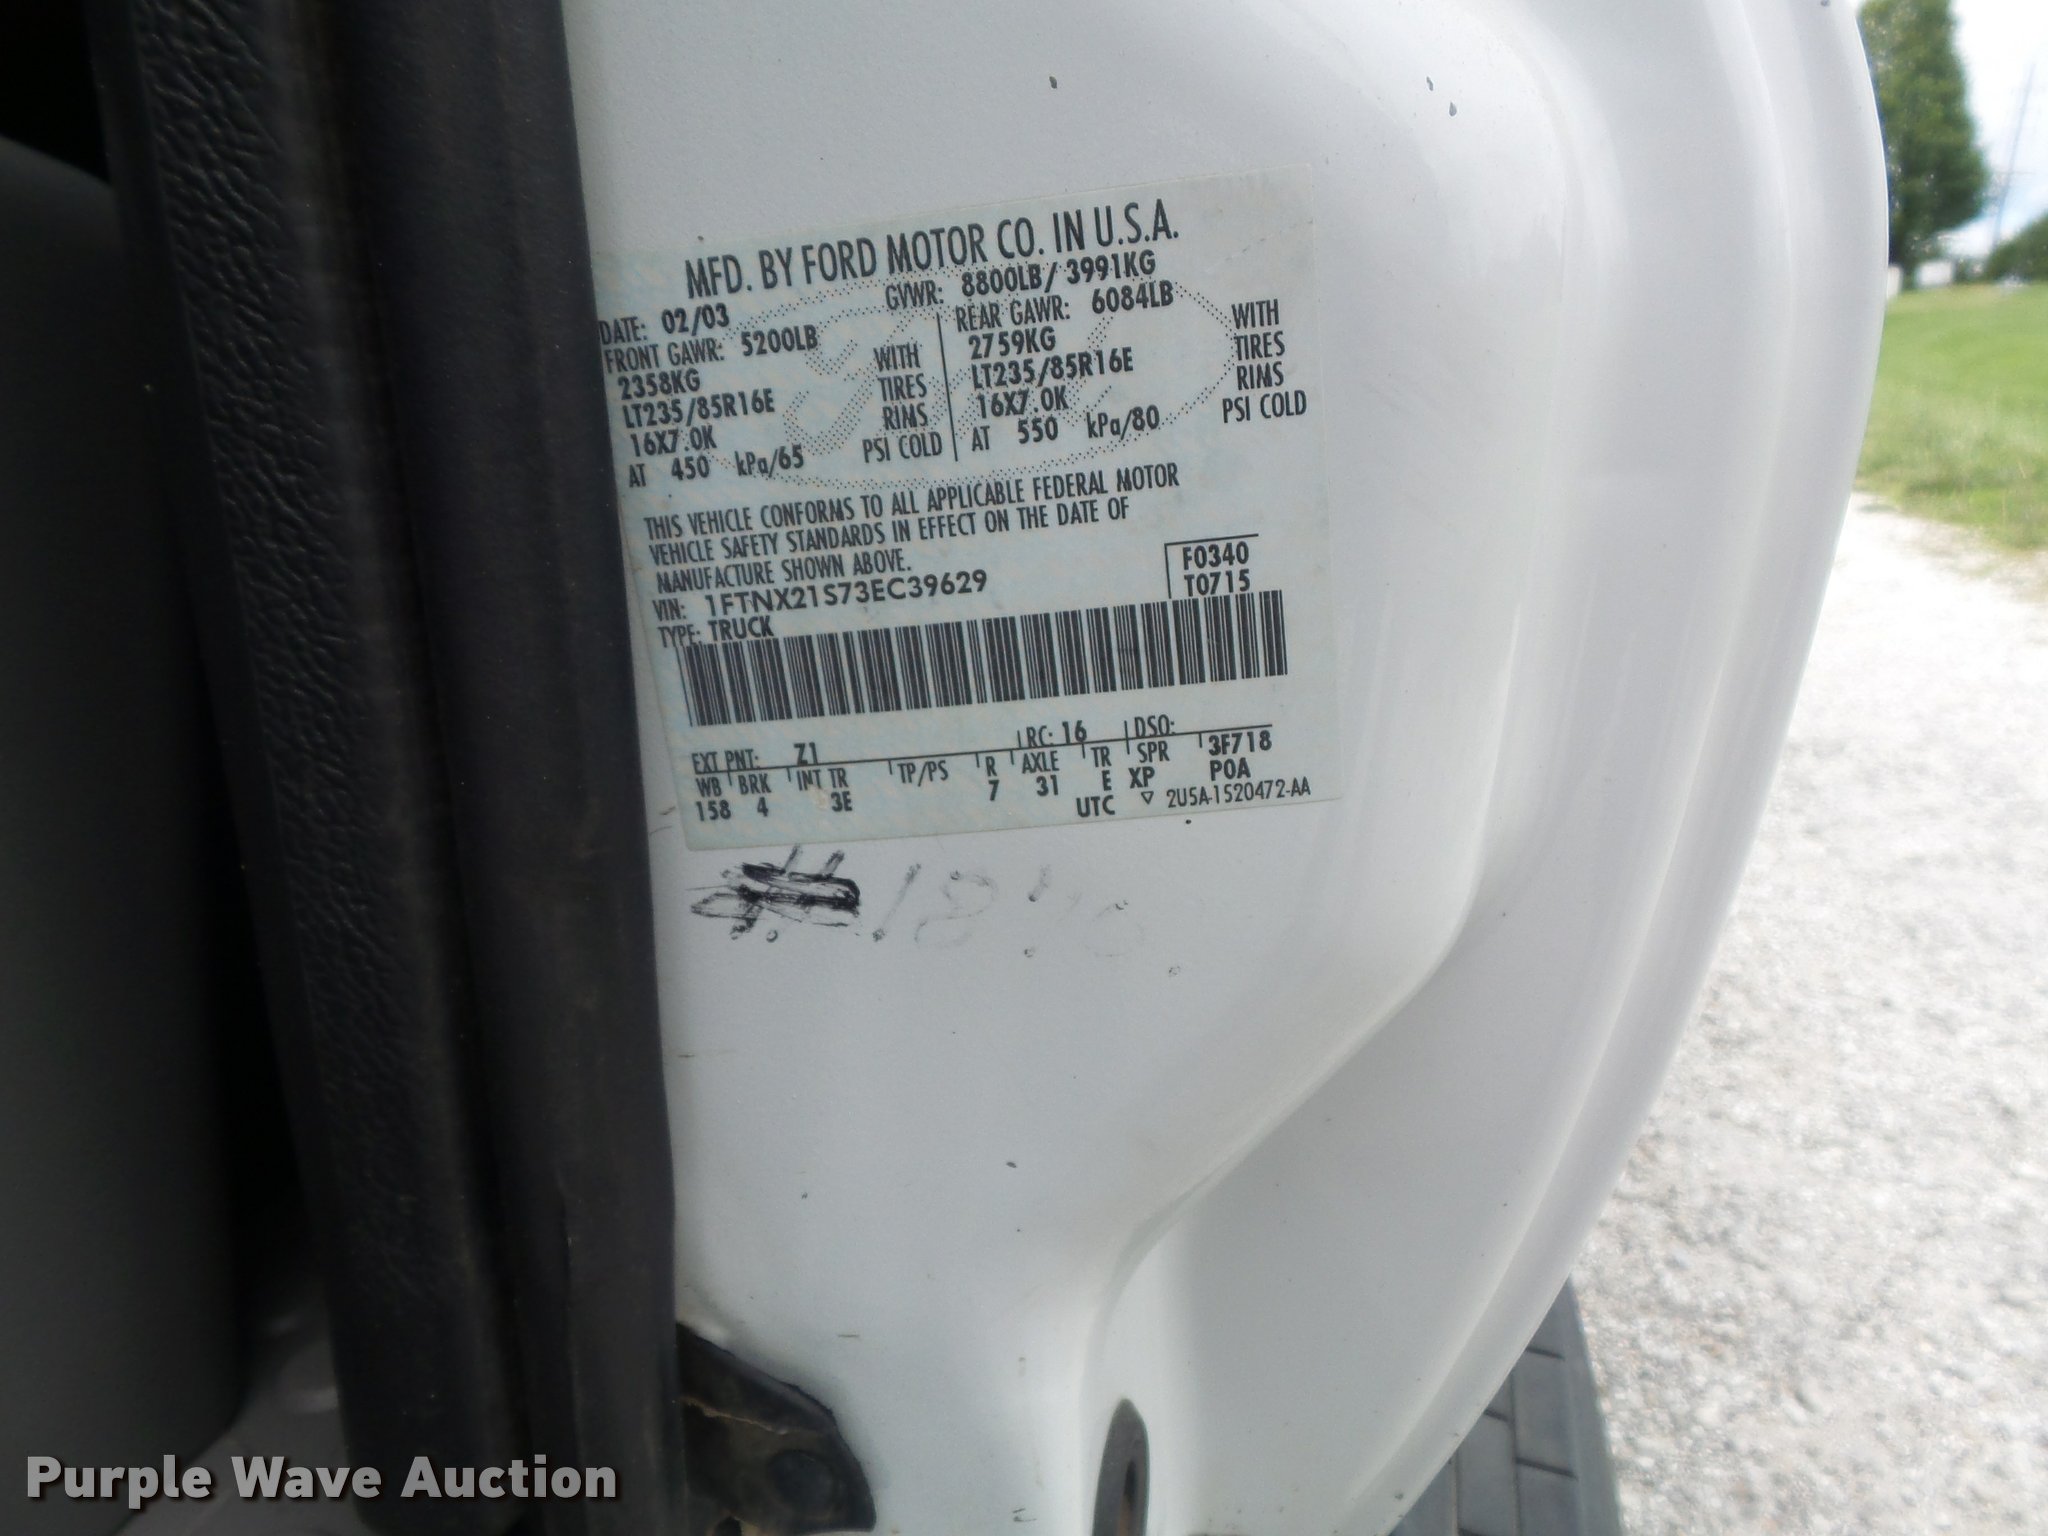 MFD. BY FORD MOTOR CO. IN U.S.A.
DATE: 02/03 GVWR: 8800LB/ 3991KG
FRONT GAWR: 5200LB REAR GAWR: 6084LB
2358KG WITH 2759KG WITH
LT235/85R16E TIRES LT235/85R16E TIRES
16X7.0K RIMS 16X7.0K RIMS
AT 450 kPa/65 PSI COLD AT 550 kPa/80 PSI COLD
THIS VEHICLE CONFORMS TO ALL APPLICABLE FEDERAL MOTOR
VEHICLE SAFETY STANDARDS IN EFFECT ON THE DATE OF
MANUFACTURE SHOWN ABOVE.
VIN: 1FTNX21S73EC39629 F0340
TYPE: TRUCK T0715
EXT PNT: Z1 RC: 16 DSO:
WB BRK INT TR TP/PS R AXLE TR SPR 3F718
158 4 3E 7 31 E XP P0A
UTC ▽ 2U5A-1520472-AA
Purple Wave Auction